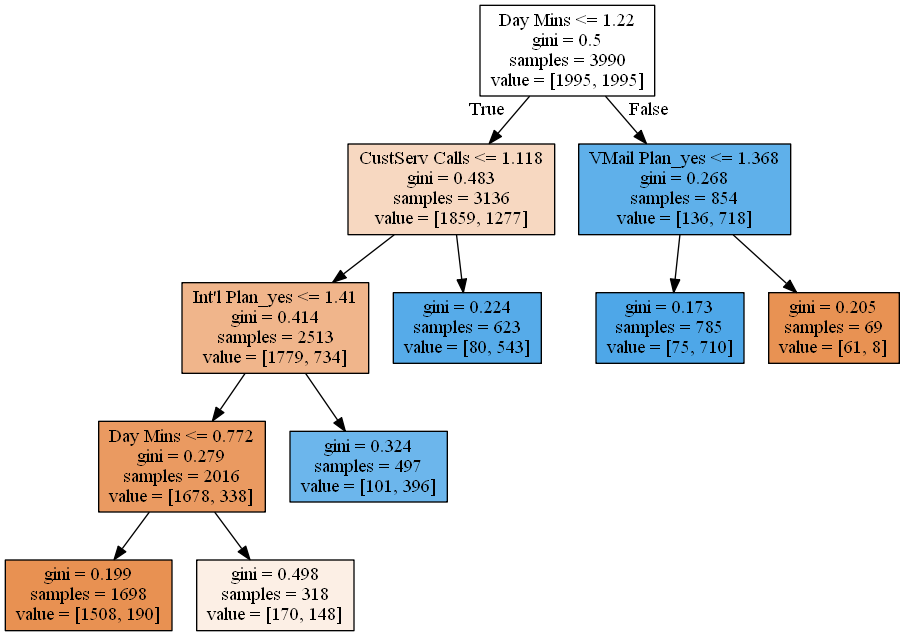 Day Mins <= 1.22
gini = 0.5
samples = 3990
value = [1995, 1995]
True
False
CustServ Calls <= 1.118
gini = 0.483
samples = 3136
value = [1859, 1277]
VMail Plan_yes <= 1.368
gini = 0.268
samples = 854
value = [136, 718]
Int'l Plan_yes <= 1.41
gini = 0.414
samples = 2513
value = [1779, 734]
gini = 0.224
samples = 623
value = [80, 543]
gini = 0.173
samples = 785
value = [75, 710]
gini = 0.205
samples = 69
value = [61, 8]
Day Mins <= 0.772
gini = 0.279
samples = 2016
value = [1678, 338]
gini = 0.324
samples = 497
value = [101, 396]
gini = 0.199
samples = 1698
value = [1508, 190]
gini = 0.498
samples = 318
value = [170, 148]